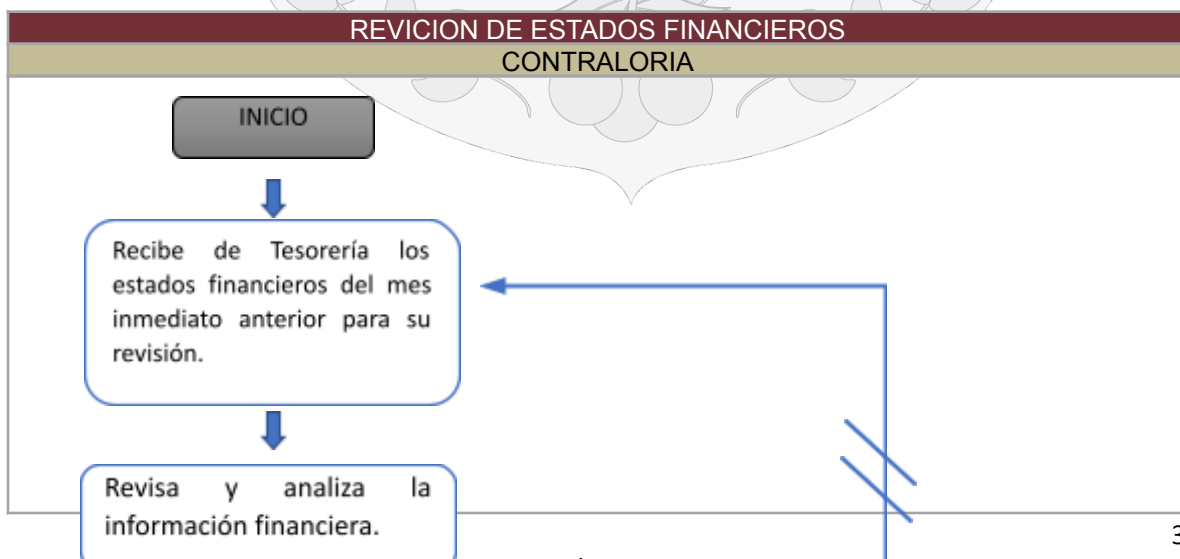 REVICION DE ESTADOS FINANCIEROS
CONTRALORIA
INICIO
Recibe de Tesorería los
estados financieros del mes
inmediato anterior para su
revisión.
Revisa y analiza la
información financiera.
3